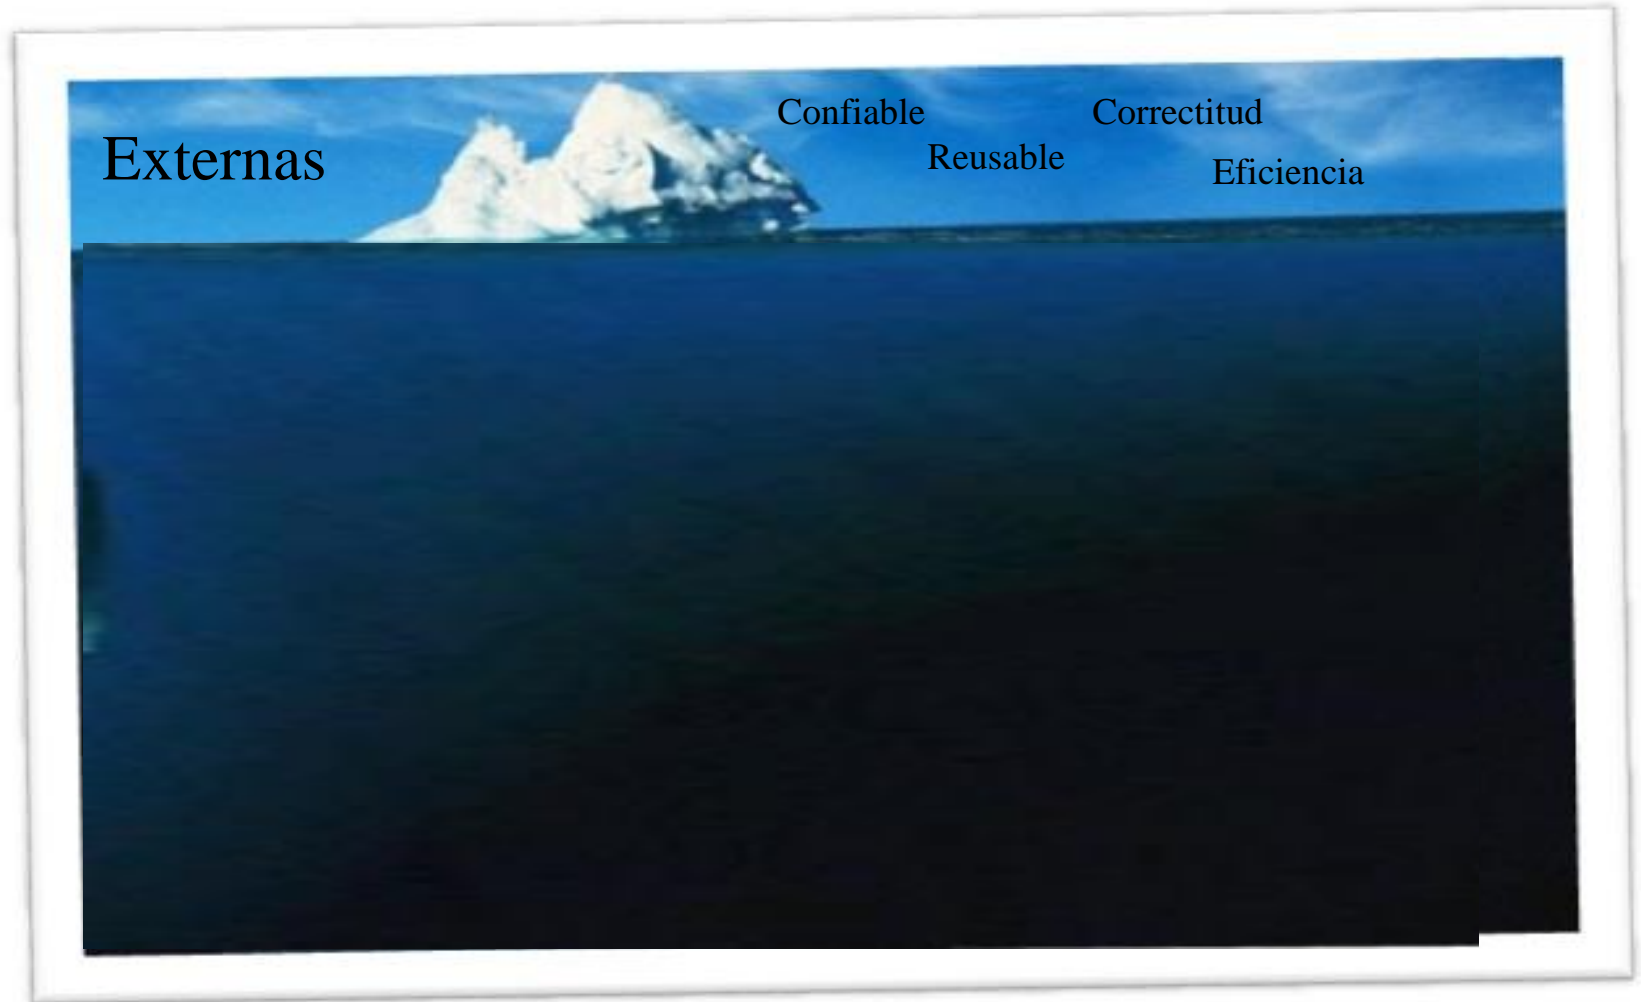 Externas
Confiable
Correctitud
Reusable
Eficiencia